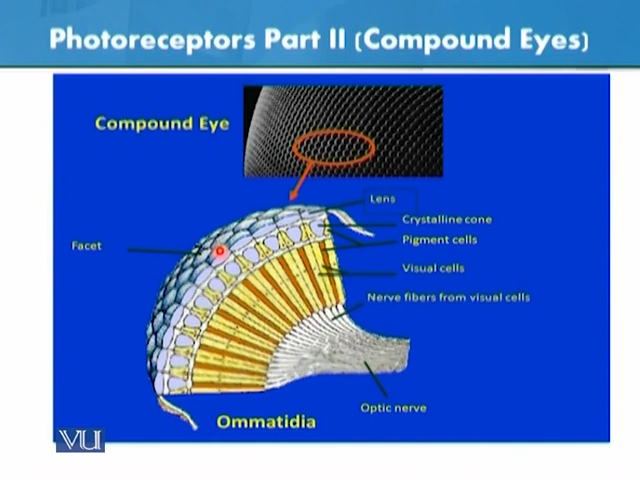 Photoreceptors Part II (Compound Eyes)
Compound Eye
Lens
Crystalline cone
Pigment cells
Facet
Visual cells
Nerve fibers from visual cells
Optic nerve
Ommatidia
VU